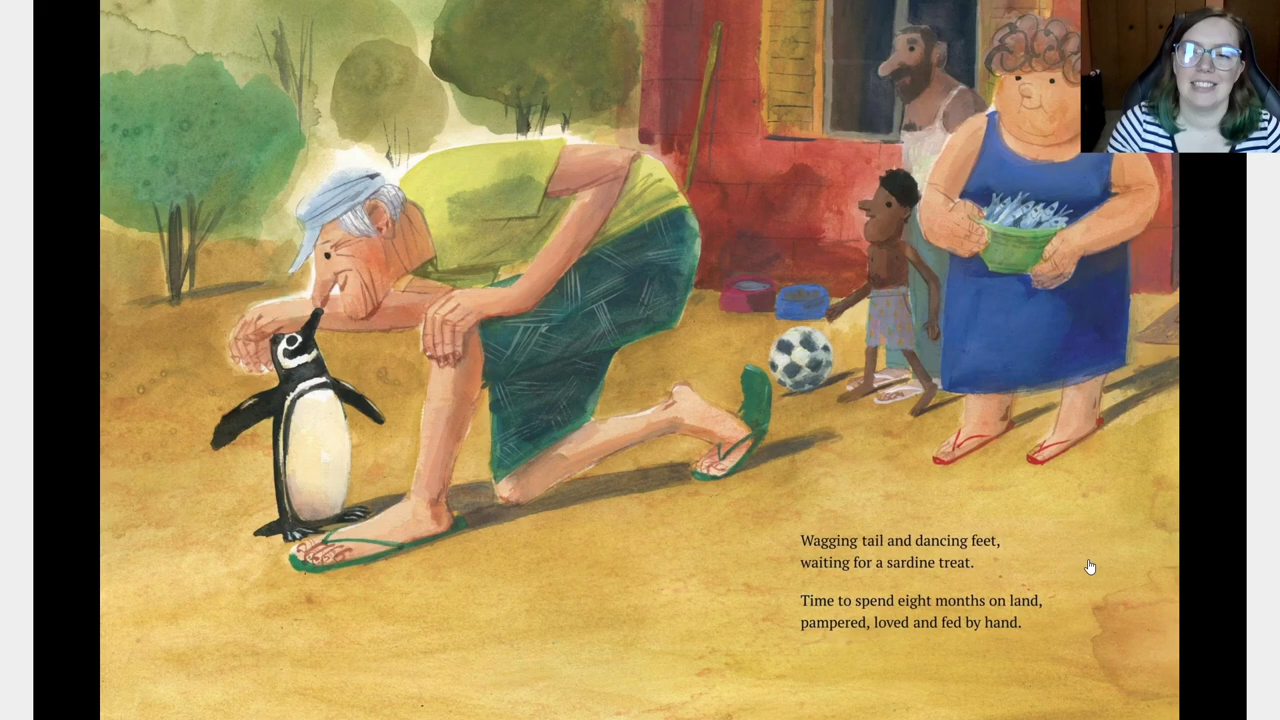 Wagging tail and dancing feet,
waiting for a sardine treat.
Time to spend eight months on land,
pampered, loved and fed by hand.